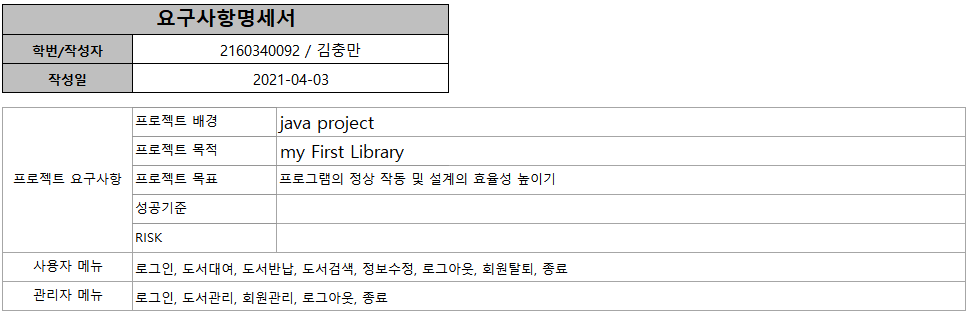 요구사항명세서
학번/작성자 2160340092 / 김충만
작성일 2021-04-03
프로젝트 요구사항
프로젝트 배경 java project
프로젝트 목적 my First Library
프로젝트 목표 프로그램의 정상 작동 및 설계의 효율성 높이기
성공기준
RISK
사용자 메뉴 로그인, 도서대여, 도서반납, 도서검색, 정보수정, 로그아웃, 회원탈퇴, 종료
관리자 메뉴 로그인, 도서관리, 회원관리, 로그아웃, 종료